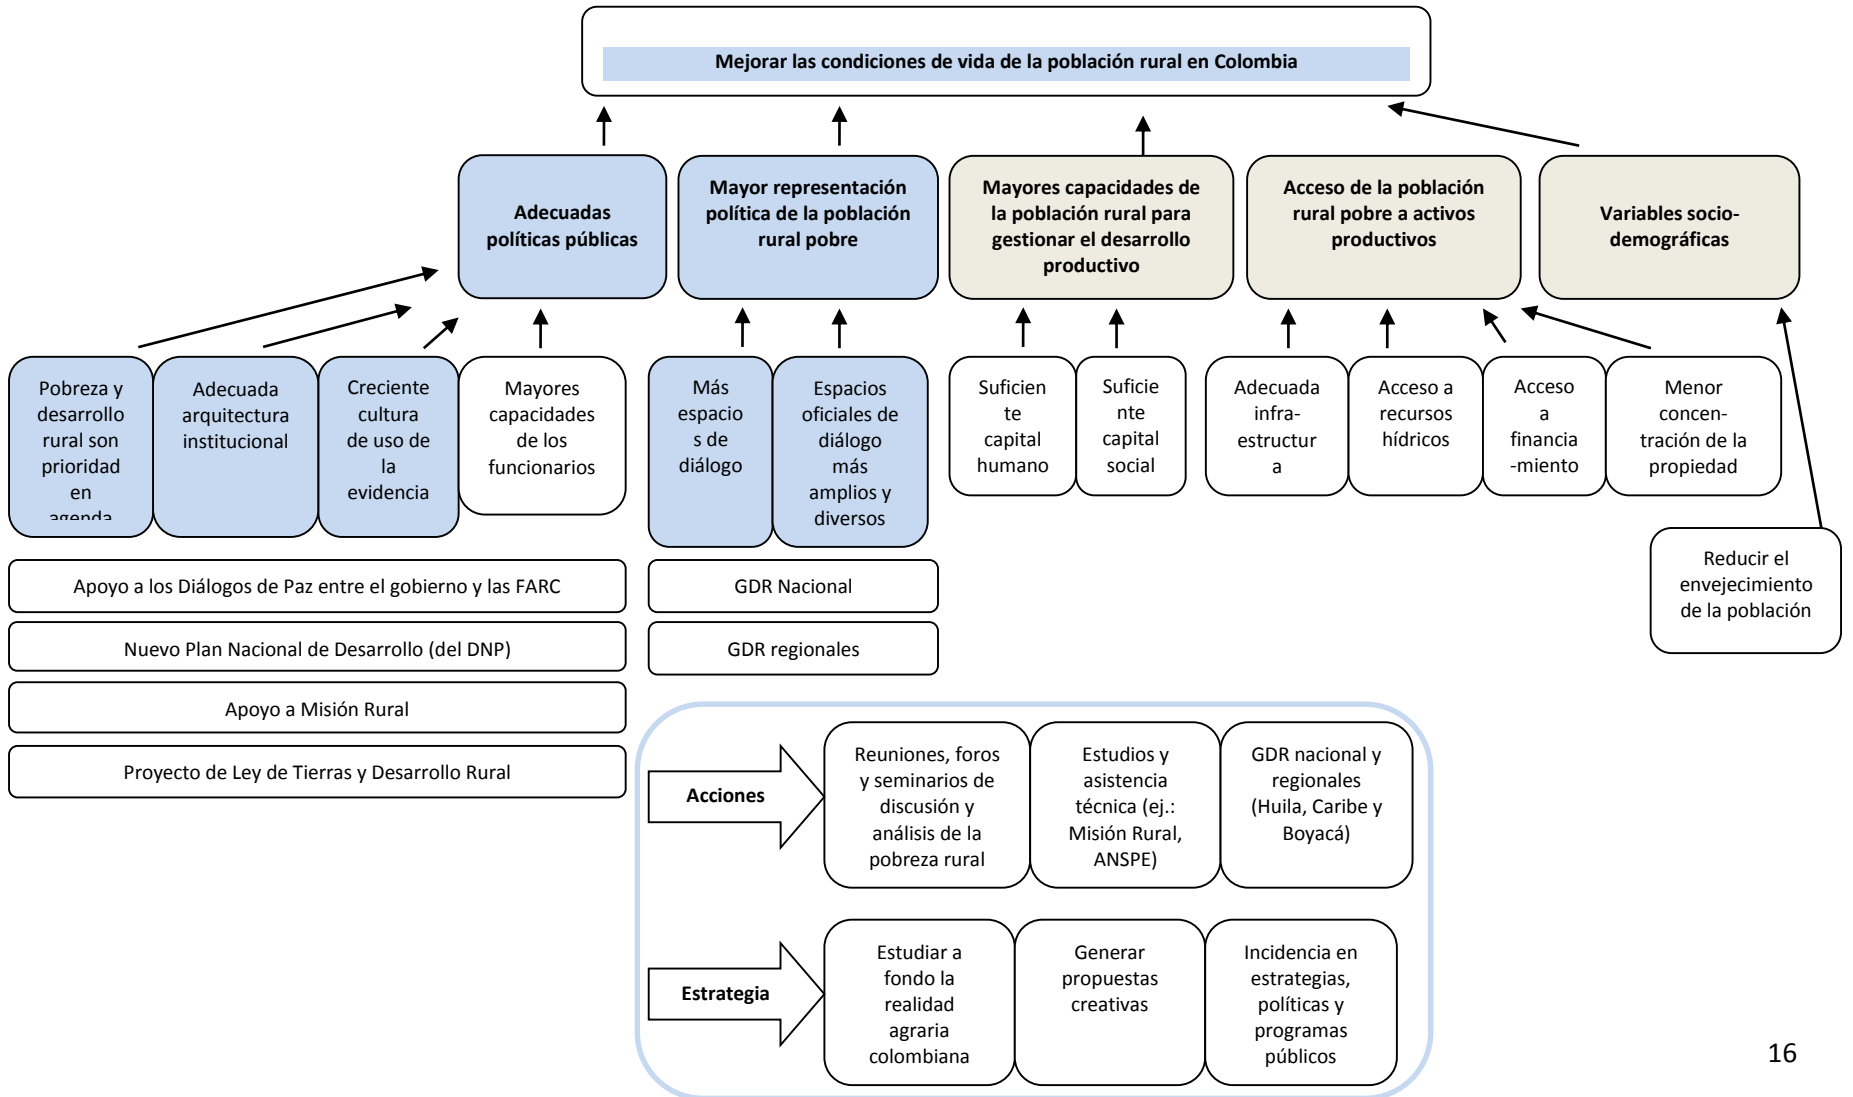 Mejorar las condiciones de vida de la población rural en Colombia
Adecuadas
políticas públicas
Mayor representación
política de la población
rural pobre
Mayores capacidades de
la población rural para
gestionar el desarrollo
productivo
Acceso de la población
rural pobre a activos
productivos
Variables socio-
demográficas
Pobreza y
desarrollo
rural son
prioridad
en
agenda
Adecuada
arquitectura
institucional
Creciente
cultura
de uso de
la
evidencia
Mayores
capacidades
de los
funcionarios
Más
espacio
s de
diálogo
Espacios
oficiales de
diálogo
más
amplios y
diversos
Suficien
te
capital
humano
Suficie
nte
capital
social
Adecuada
infra-
estructur
a
Acceso a
recursos
hídricos
Acceso
a
financia
-miento
Menor
concen-
tración de la
propiedad
Reducir el
envejecimiento
de la población
Apoyo a los Diálogos de Paz entre el gobierno y las FARC
Nuevo Plan Nacional de Desarrollo (del DNP)
Apoyo a Misión Rural
Proyecto de Ley de Tierras y Desarrollo Rural
GDR Nacional
GDR regionales
Acciones
Reuniones, foros
y seminarios de
discusión y
análisis de la
pobreza rural
Estudios y
asistencia
técnica (ej.:
Misión Rural,
ANSPE)
GDR nacional y
regionales
(Huila, Caribe y
Boyacá)
Estrategia
Estudiar a
fondo la
realidad
agraria
colombiana
Generar
propuestas
creativas
Incidencia en
estrategias,
políticas y
programas
públicos
16